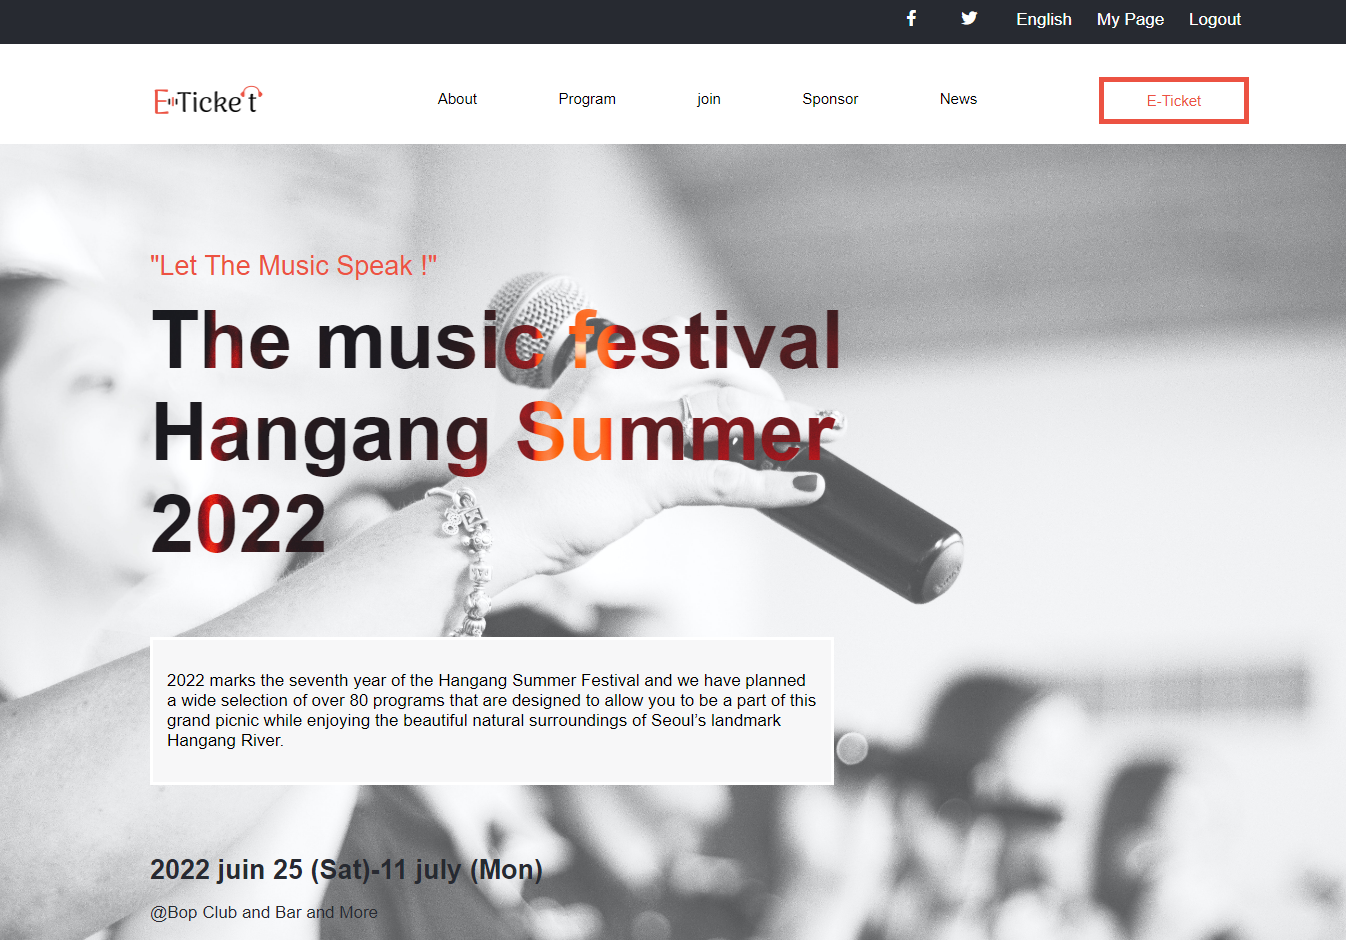 English My Page Logout
E-Ticket About Program join Sponsor News E-Ticket
"Let The Music Speak !"
The music festival
Hangang Summer
2022
2022 marks the seventh year of the Hangang Summer Festival and we have planned
a wide selection of over 80 programs that are designed to allow you to be a part of this
grand picnic while enjoying the beautiful natural surroundings of Seoul’s landmark
Hangang River.
2022 juin 25 (Sat)-11 july (Mon)
@Bop Club and Bar and More